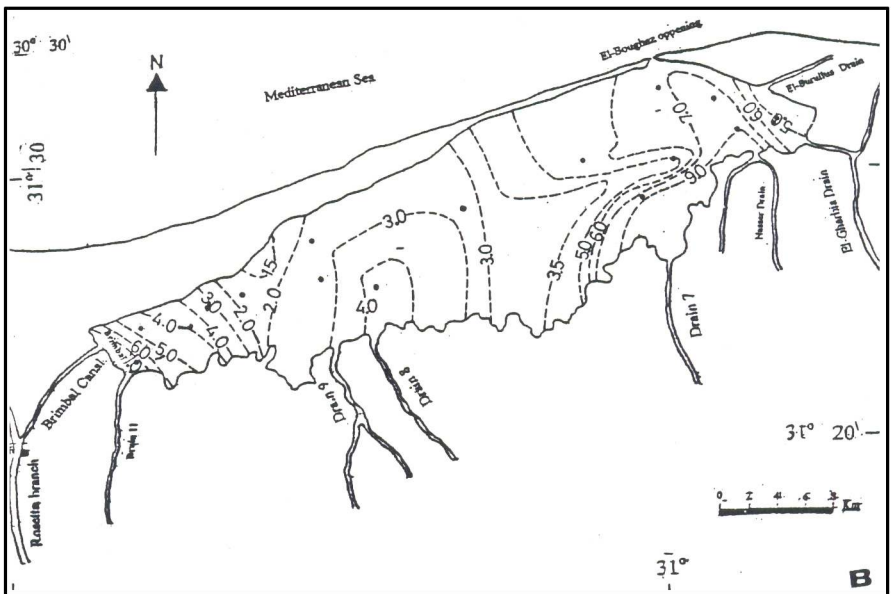 30° 30'
N
Mediterranean Sea
El-Boughaz oppening
El-Burullus Drain
31° 30
7.0
6.0
5.0
9.0
Nasser Drain
El-Gharbia Drain
3.0
3.0
3.5
5.0
6.0
1.5
2.0
2.0
3.0
4.0
4.0
4.0
5.0
6.0
Brimbal Canal
Drain 11
Drain 9
Drain 8
Drain 7
Rosetta branch
31° 20'
0 2 4 6 8 Km
31°
B